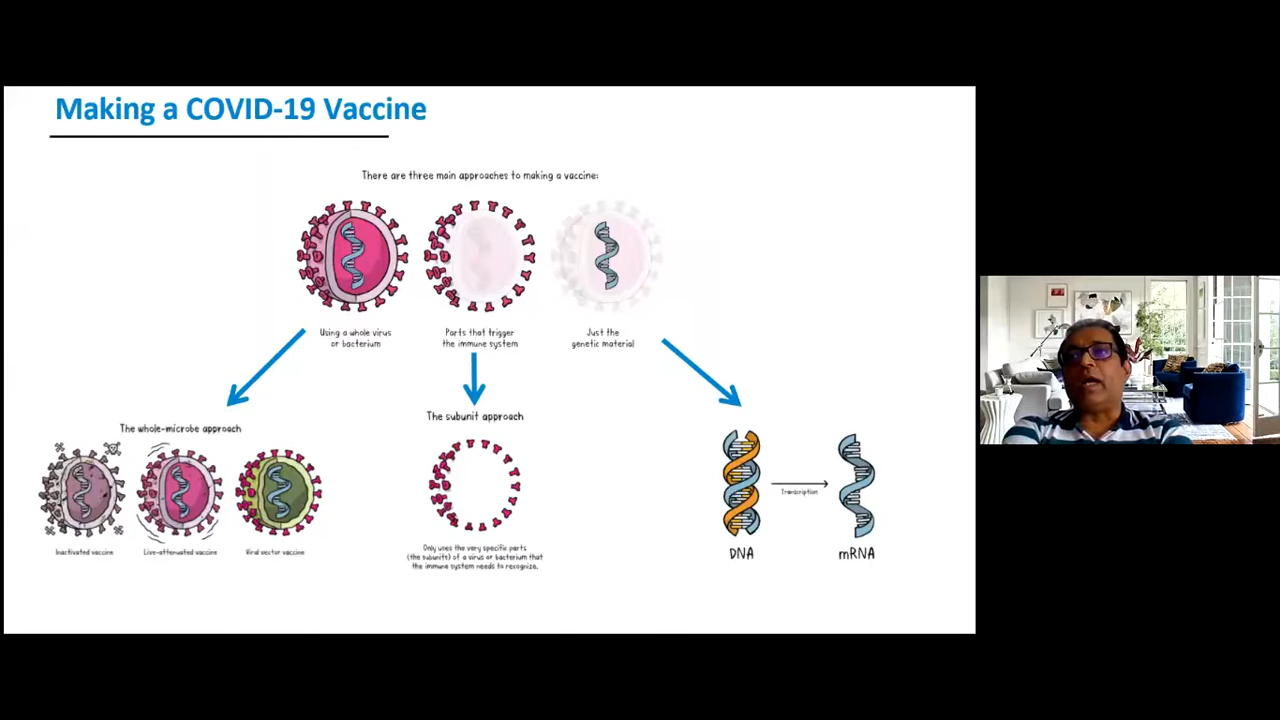 Making a COVID-19 Vaccine
There are three main approaches to making a vaccine:
Using a whole virus
or bacterium
Parts that trigger
the immune system
Just the
genetic material
The whole-microbe approach
Inactivated vaccine
Live-attenuated vaccine
Viral vector vaccine
The subunit approach
Only uses the very specific parts
(the subunits) of a virus or bacterium that
the immune system needs to recognize.
Transcription
DNA
mRNA